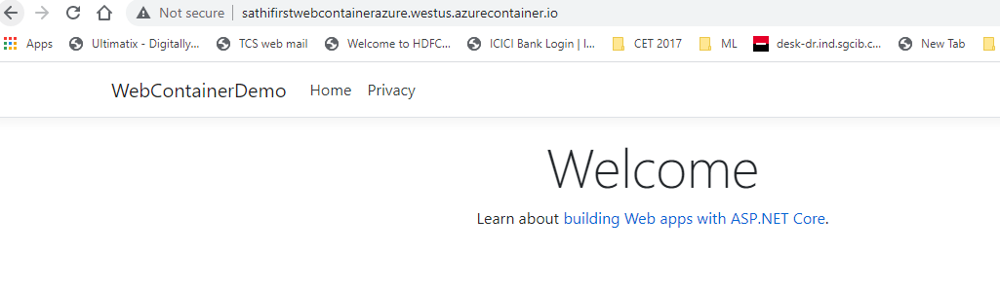 Not secure | sathifirstwebcontainerazure.westus.azurecontainer.io
Apps Ultimatix - Digitally... TCS web mail Welcome to HDFC... ICICI Bank Login | I... CET 2017 ML desk-dr.ind.sgcib.c... New Tab
WebContainerDemo Home Privacy
Welcome
Learn about building Web apps with ASP.NET Core.